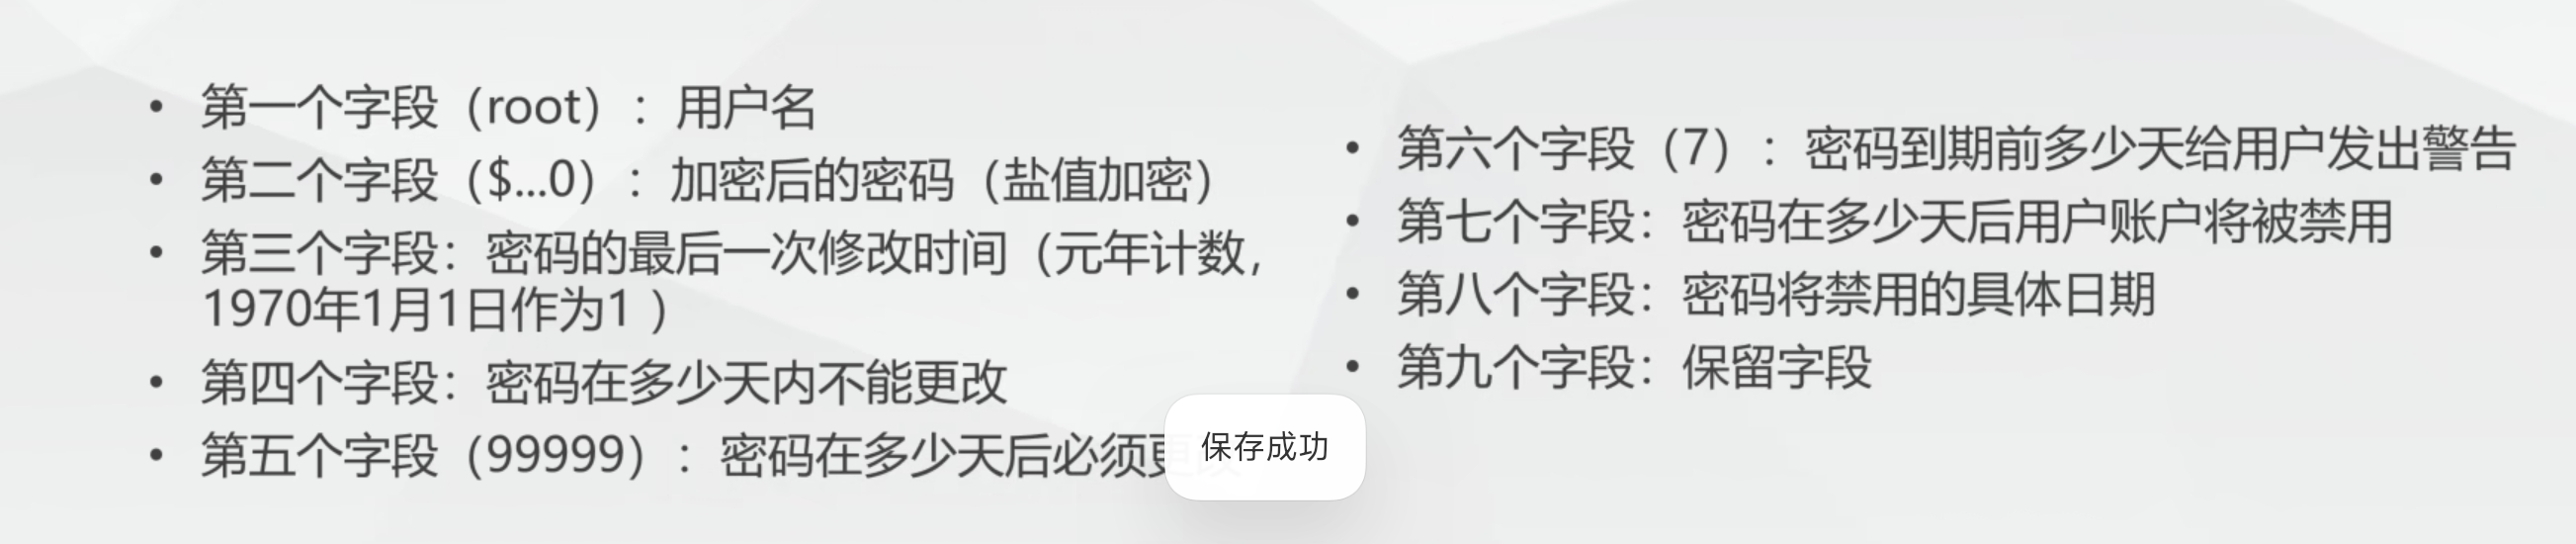 • 第一个字段（root）：用户名
• 第二个字段（$...0）：加密后的密码（盐值加密）
• 第三个字段：密码的最后一次修改时间（元年计数，
1970年1月1日作为1 ）
• 第四个字段：密码在多少天内不能更改
• 第五个字段（99999）：密码在多少天后必须更改
• 第六个字段（7）：密码到期前多少天给用户发出警告
• 第七个字段：密码在多少天后用户账户将被禁用
• 第八个字段：密码将禁用的具体日期
• 第九个字段：保留字段
保存成功